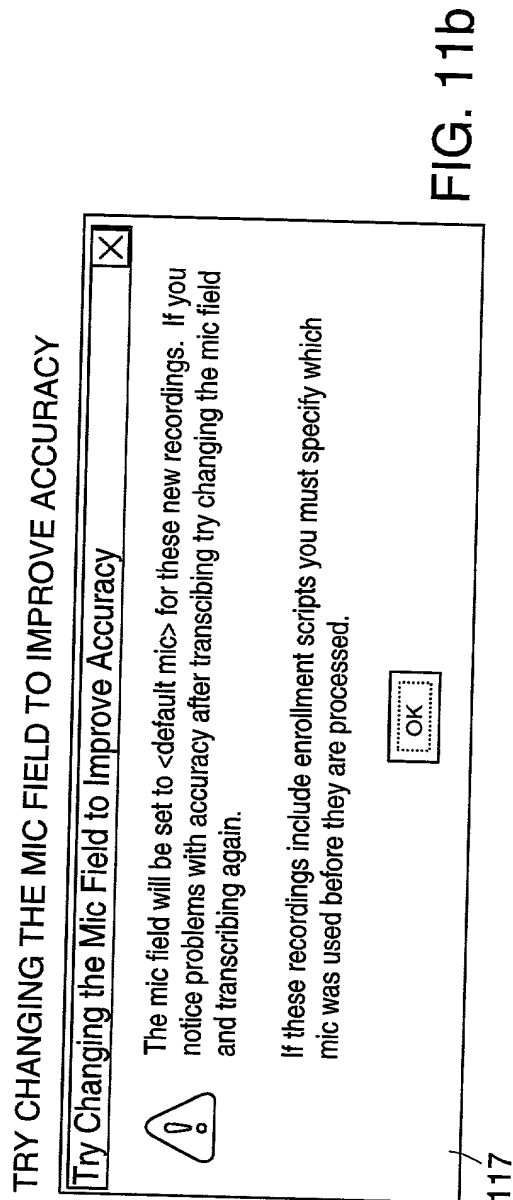 TRY CHANGING THE MIC FIELD TO IMPROVE ACCURACY
Try Changing the Mic Field to Improve Accuracy
The mic field will be set to <default mic> for these new recordings. If you
notice problems with accuracy after transcibing try changing the mic field
and transcribing again.
If these recordings include enrollment scripts you must specify which
mic was used before they are processed.
OK
117
FIG. 11b